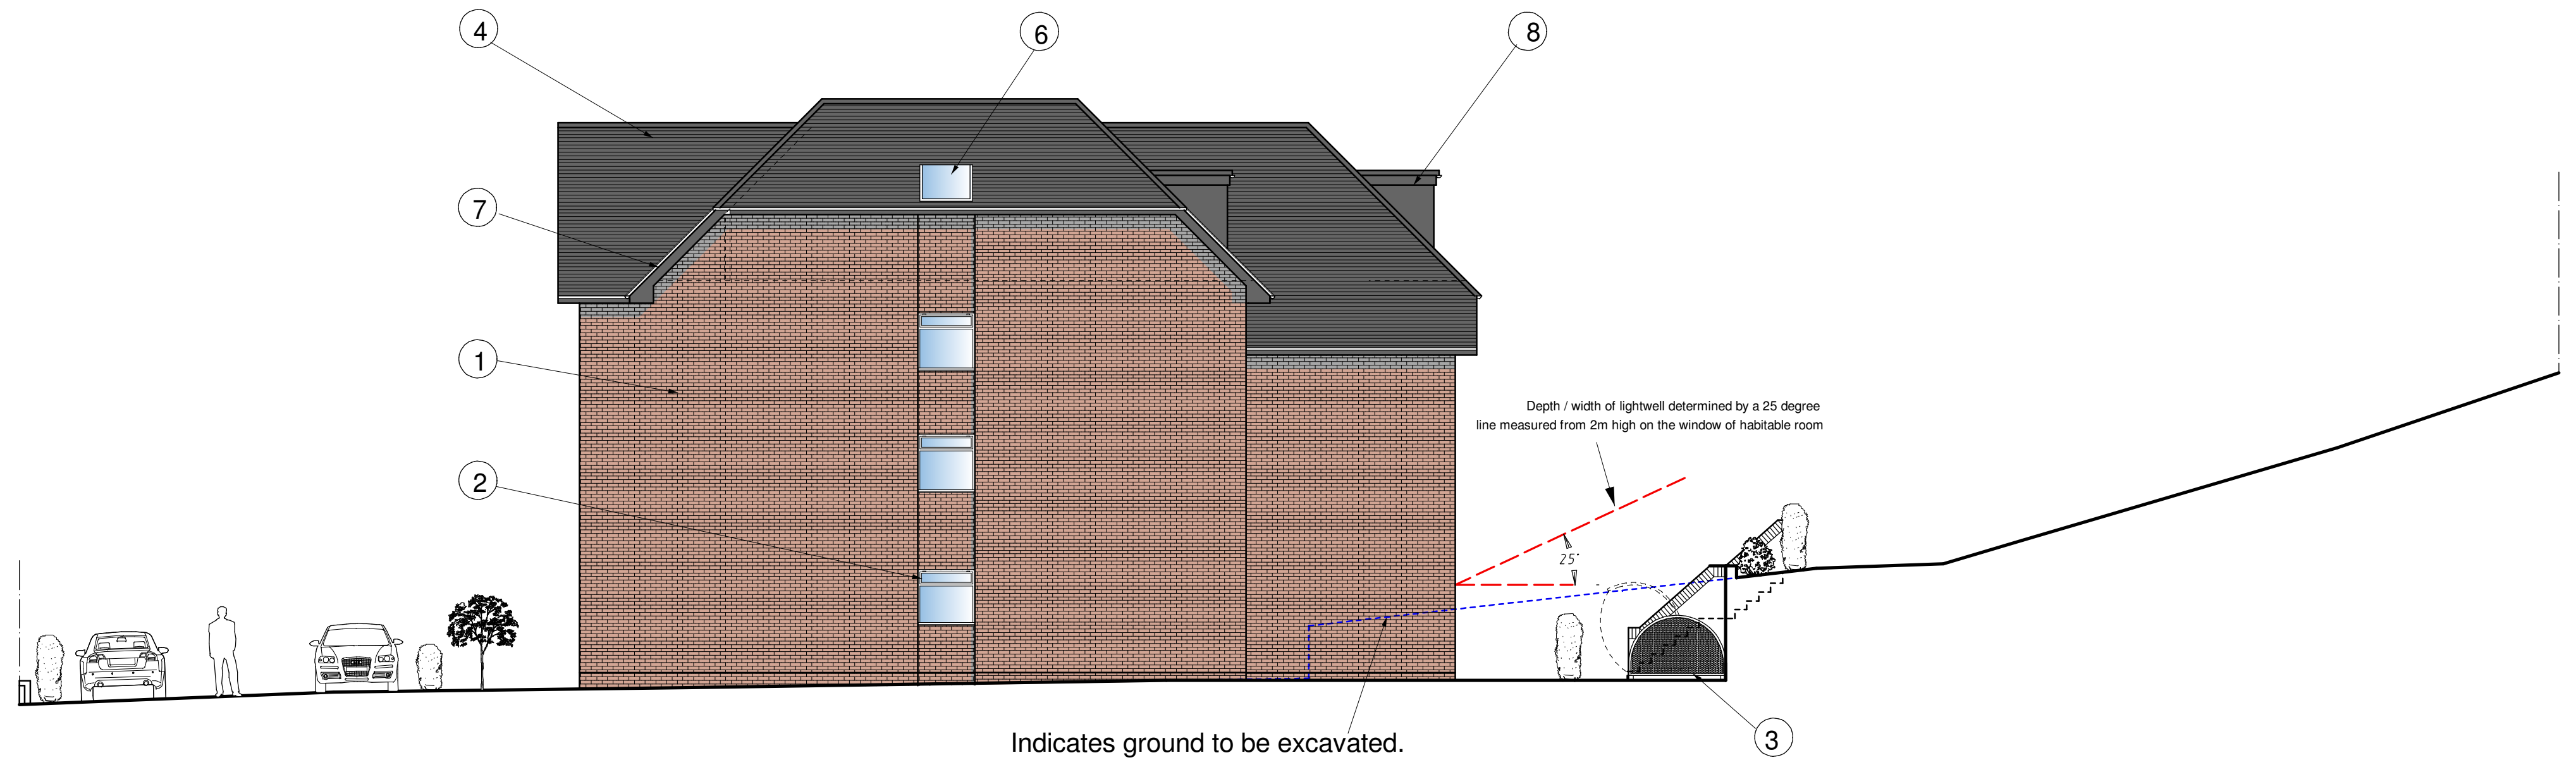 4
6
8
7
1
Depth / width of lightwell determined by a 25 degree
line measured from 2m high on the window of habitable room
2
25°
3
Indicates ground to be excavated.